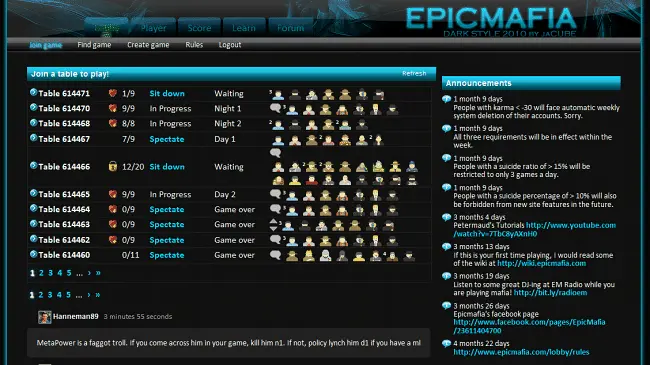 EPICMAFIA
DARK STYLE 2010 BY JACUBE
Player Score Learn Forum
Join game Find game Create game Rules Logout
Join a table to play! Refresh
Table 614471 1/9 Sit down Waiting
Table 614470 9/9 In Progress Night 1
Table 614468 8/8 In Progress Night 2
Table 614467 7/9 Spectate Day 1
Table 614466 12/20 Sit down Waiting
Table 614465 9/9 In Progress Day 2
Table 614464 0/9 Spectate Game over
Table 614463 0/9 Spectate Game over
Table 614462 0/9 Spectate Game over
Table 614460 0/11 Spectate Game over
1 2 3 4 5 ... › »
1 2 3 4 5 ... › »
Hanneman89 3 minutes 55 seconds
MetaPower is a faggot troll. If you come across him in your game, kill him n1. If not, policy lynch him d1 if you have a ml
Announcements
1 month 9 days
People with karma < -30 will face automatic weekly
system deletion of their accounts. Sorry.
1 month 9 days
All three requirements will be in effect within the
week.
1 month 9 days
People with a suicide ratio of > 15% will be
restricted to only 3 games a day.
1 month 9 days
People with a suicide percentage of > 10% will also
be forbidden from new site features in the future.
3 months 4 days
Petermaud's Tutorials http://www.youtube.com
/watch?v=7TbC8yAXnH0
3 months 13 days
If this is your first time playing, I would read some
of the wiki at http://wiki.epicmafia.com
3 months 19 days
Listen to some great DJ-ing at EM Radio while you
are playing mafia! http://bit.ly/radioem
3 months 26 days
Epicmafia's facebook page
http://www.facebook.com/pages/EpicMafia
/23611404700
4 months 22 days
http://www.epicmafia.com/lobby/rules